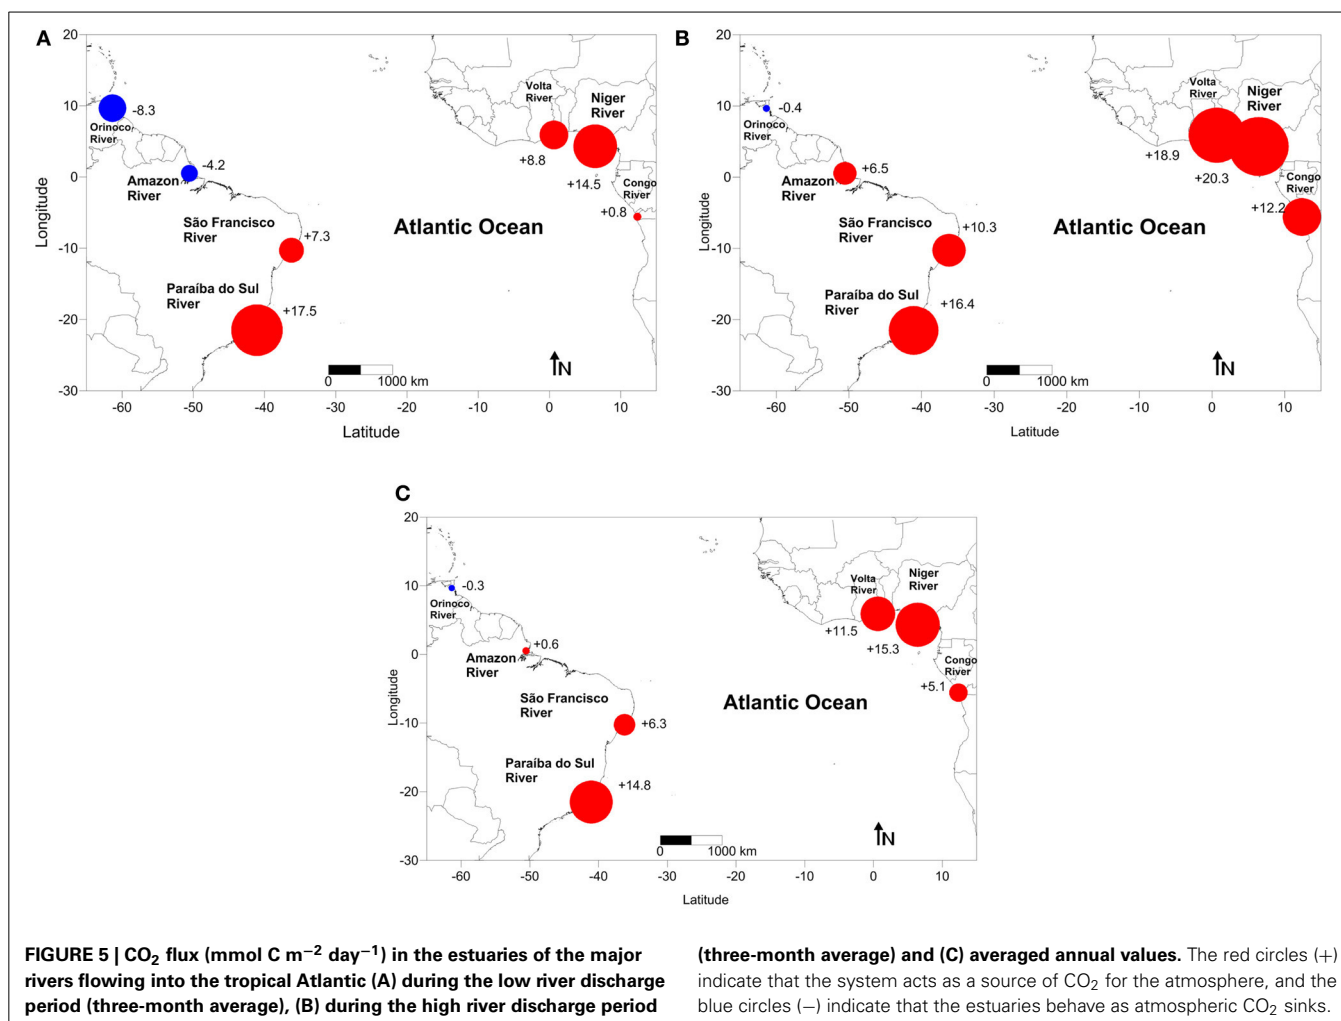 A
20
10
0
-10
-20
-30
Longitude
-60
-50
-40
-30
-20
-10
0
10
Latitude
-8.3
Orinoco
River
-4.2
Amazon
River
São Francisco
River
+7.3
Paraíba do Sul
River
+17.5
Atlantic Ocean
Volta
River
Niger
River
+8.8
+14.5
Congo
River
+0.8
0
1000 km
N
B
20
10
0
-10
-20
-30
Longitude
-60
-50
-40
-30
-20
-10
0
10
Latitude
-0.4
Orinoco
River
+6.5
Amazon
River
São Francisco
River
+10.3
Paraíba do Sul
River
+16.4
Atlantic Ocean
Volta
River
Niger
River
+18.9
+20.3
Congo
River
+12.2
0
1000 km
N
C
20
10
0
-10
-20
-30
Longitude
-60
-50
-40
-30
-20
-10
0
10
Latitude
-0.3
Orinoco
River
+0.6
Amazon
River
São Francisco
River
+6.3
Paraíba do Sul
River
+14.8
Atlantic Ocean
Volta
River
Niger
River
+11.5
+15.3
Congo
River
+5.1
0
1000 km
N
FIGURE 5 | CO₂ flux (mmol C m⁻² day⁻¹) in the estuaries of the major
rivers flowing into the tropical Atlantic (A) during the low river discharge
period (three-month average), (B) during the high river discharge period
(three-month average) and (C) averaged annual values. The red circles (+)
indicate that the system acts as a source of CO₂ for the atmosphere, and the
blue circles (−) indicate that the estuaries behave as atmospheric CO₂ sinks.